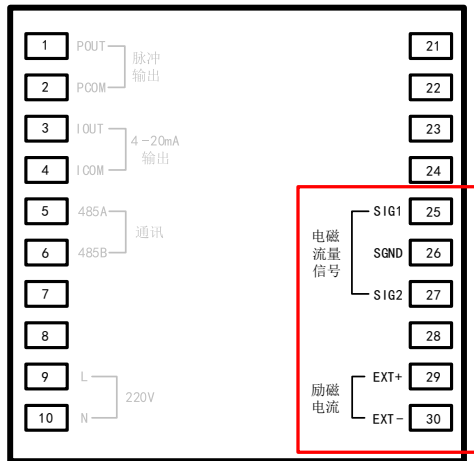 1 POUT
脉冲
输出
2 PCOM
3 IOUT
4-20mA
输出
4 ICOM
5 485A
通讯
6 485B
7
8
9 L
220V
10 N
21
22
23
24
SIG1 25
电磁
流量
信号
SGND 26
SIG2 27
28
EXT+ 29
励磁
电流
EXT- 30